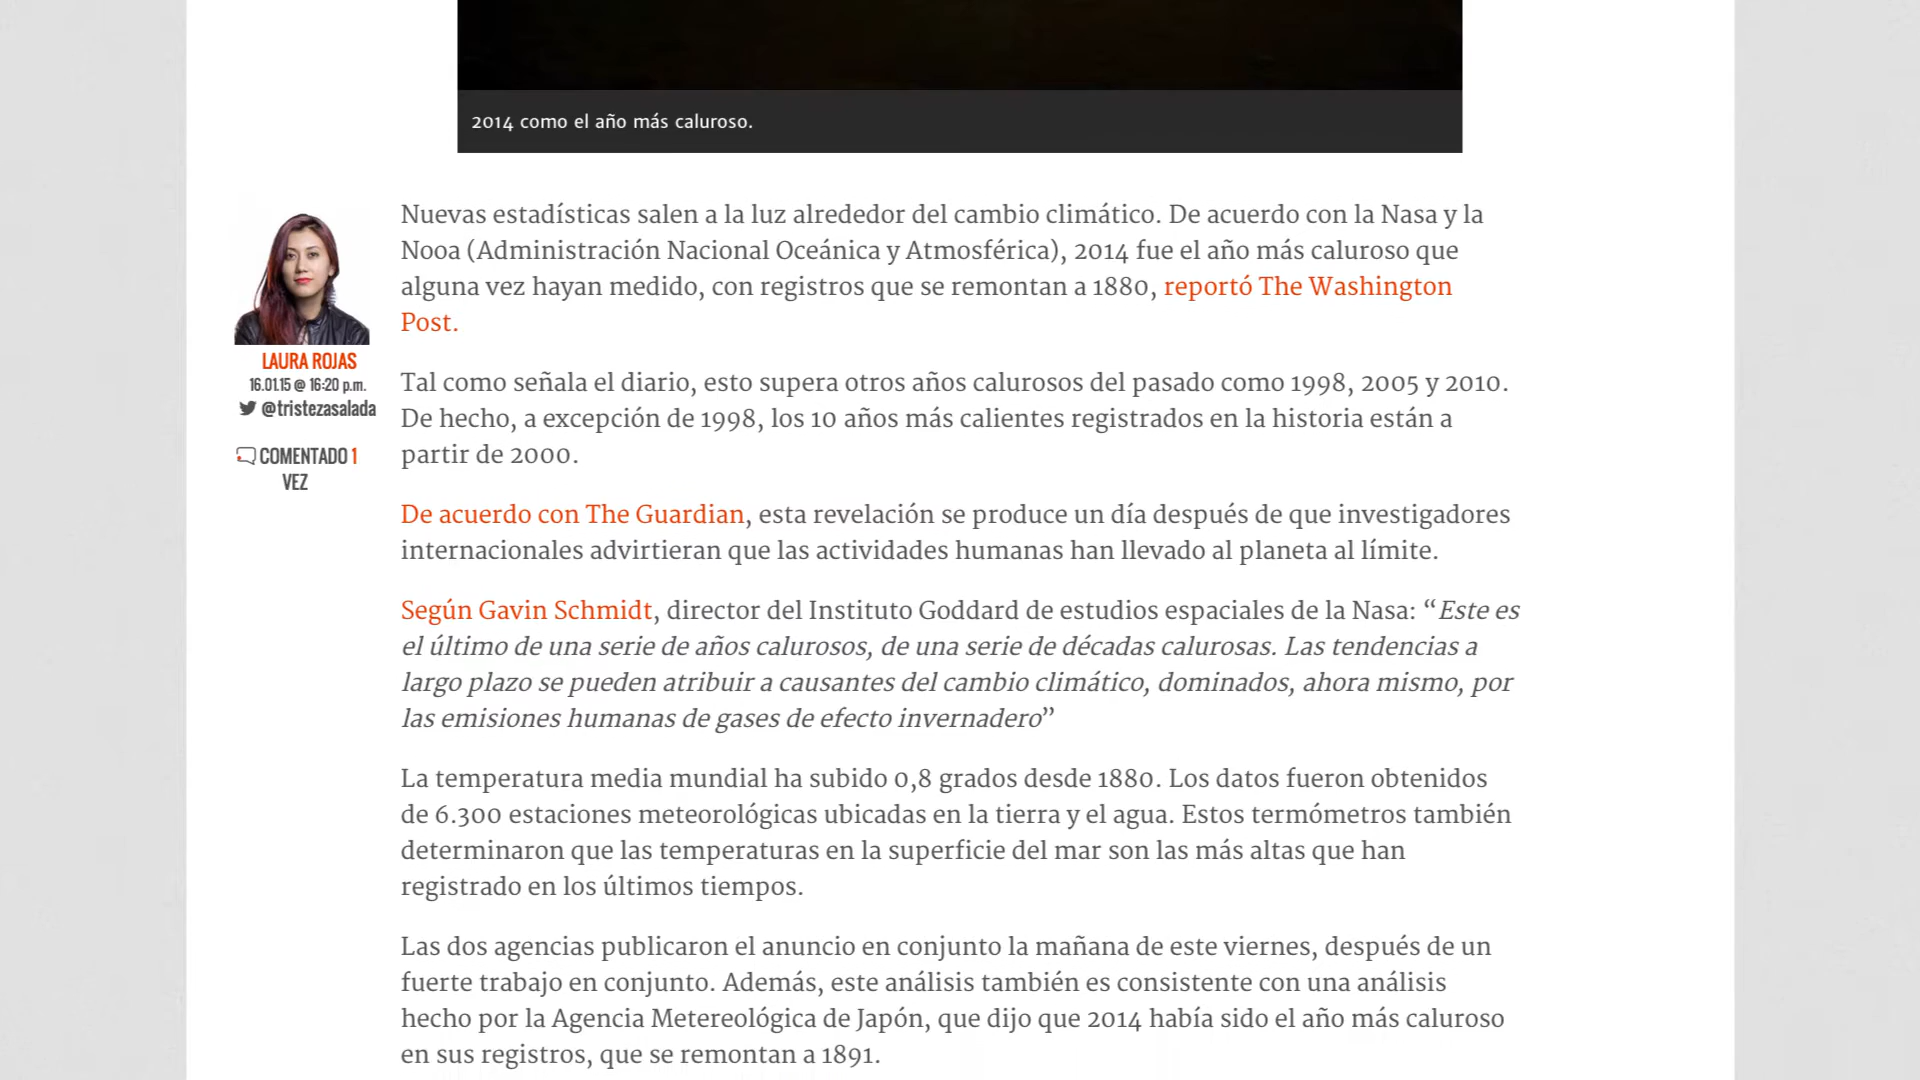 2014 como el año más caluroso.
LAURA ROJAS
16.01.15 @ 16:20 p.m.
@tristezasalada
COMENTADO 1
VEZ
Nuevas estadísticas salen a la luz alrededor del cambio climático. De acuerdo con la Nasa y la
Nooa (Administración Nacional Oceánica y Atmosférica), 2014 fue el año más caluroso que
alguna vez hayan medido, con registros que se remontan a 1880, reportó The Washington
Post.
Tal como señala el diario, esto supera otros años calurosos del pasado como 1998, 2005 y 2010.
De hecho, a excepción de 1998, los 10 años más calientes registrados en la historia están a
partir de 2000.
De acuerdo con The Guardian, esta revelación se produce un día después de que investigadores
internacionales advirtieran que las actividades humanas han llevado al planeta al límite.
Según Gavin Schmidt, director del Instituto Goddard de estudios espaciales de la Nasa: “Este es
el último de una serie de años calurosos, de una serie de décadas calurosas. Las tendencias a
largo plazo se pueden atribuir a causantes del cambio climático, dominados, ahora mismo, por
las emisiones humanas de gases de efecto invernadero”
La temperatura media mundial ha subido 0,8 grados desde 1880. Los datos fueron obtenidos
de 6.300 estaciones meteorológicas ubicadas en la tierra y el agua. Estos termómetros también
determinaron que las temperaturas en la superficie del mar son las más altas que han
registrado en los últimos tiempos.
Las dos agencias publicaron el anuncio en conjunto la mañana de este viernes, después de un
fuerte trabajo en conjunto. Además, este análisis también es consistente con una análisis
hecho por la Agencia Metereológica de Japón, que dijo que 2014 había sido el año más caluroso
en sus registros, que se remontan a 1891.